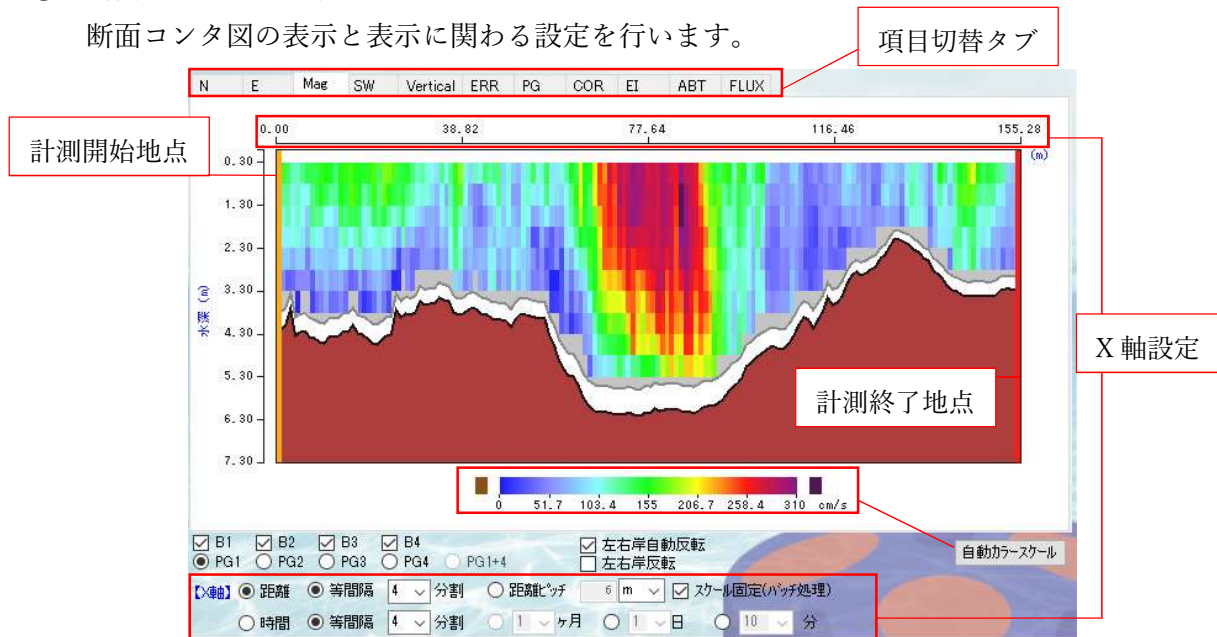 断面コンタ図の表示と表示に関わる設定を行います。
項目切替タブ
N E Mag SW Vertical ERR PG COR EI ABT FLUX
計測開始地点
0.00 38.82 77.64 116.46 155.28
(m)
0.30
1.30
2.30
3.30
4.30
5.30
6.30
7.30
水深 (m)
X 軸設定
計測終了地点
0 51.7 103.4 155 206.7 258.4 310 cm/s
B1 B2 B3 B4 左右岸自動反転
自動カラースケール
PG1 PG2 PG3 PG4 PG1+4 左右岸反転
【X軸】 距離 等間隔 4 分割 距離ピッチ 6 m スケール固定(バッチ処理)
時間 等間隔 4 分割 1 ヶ月 1 日 10 分